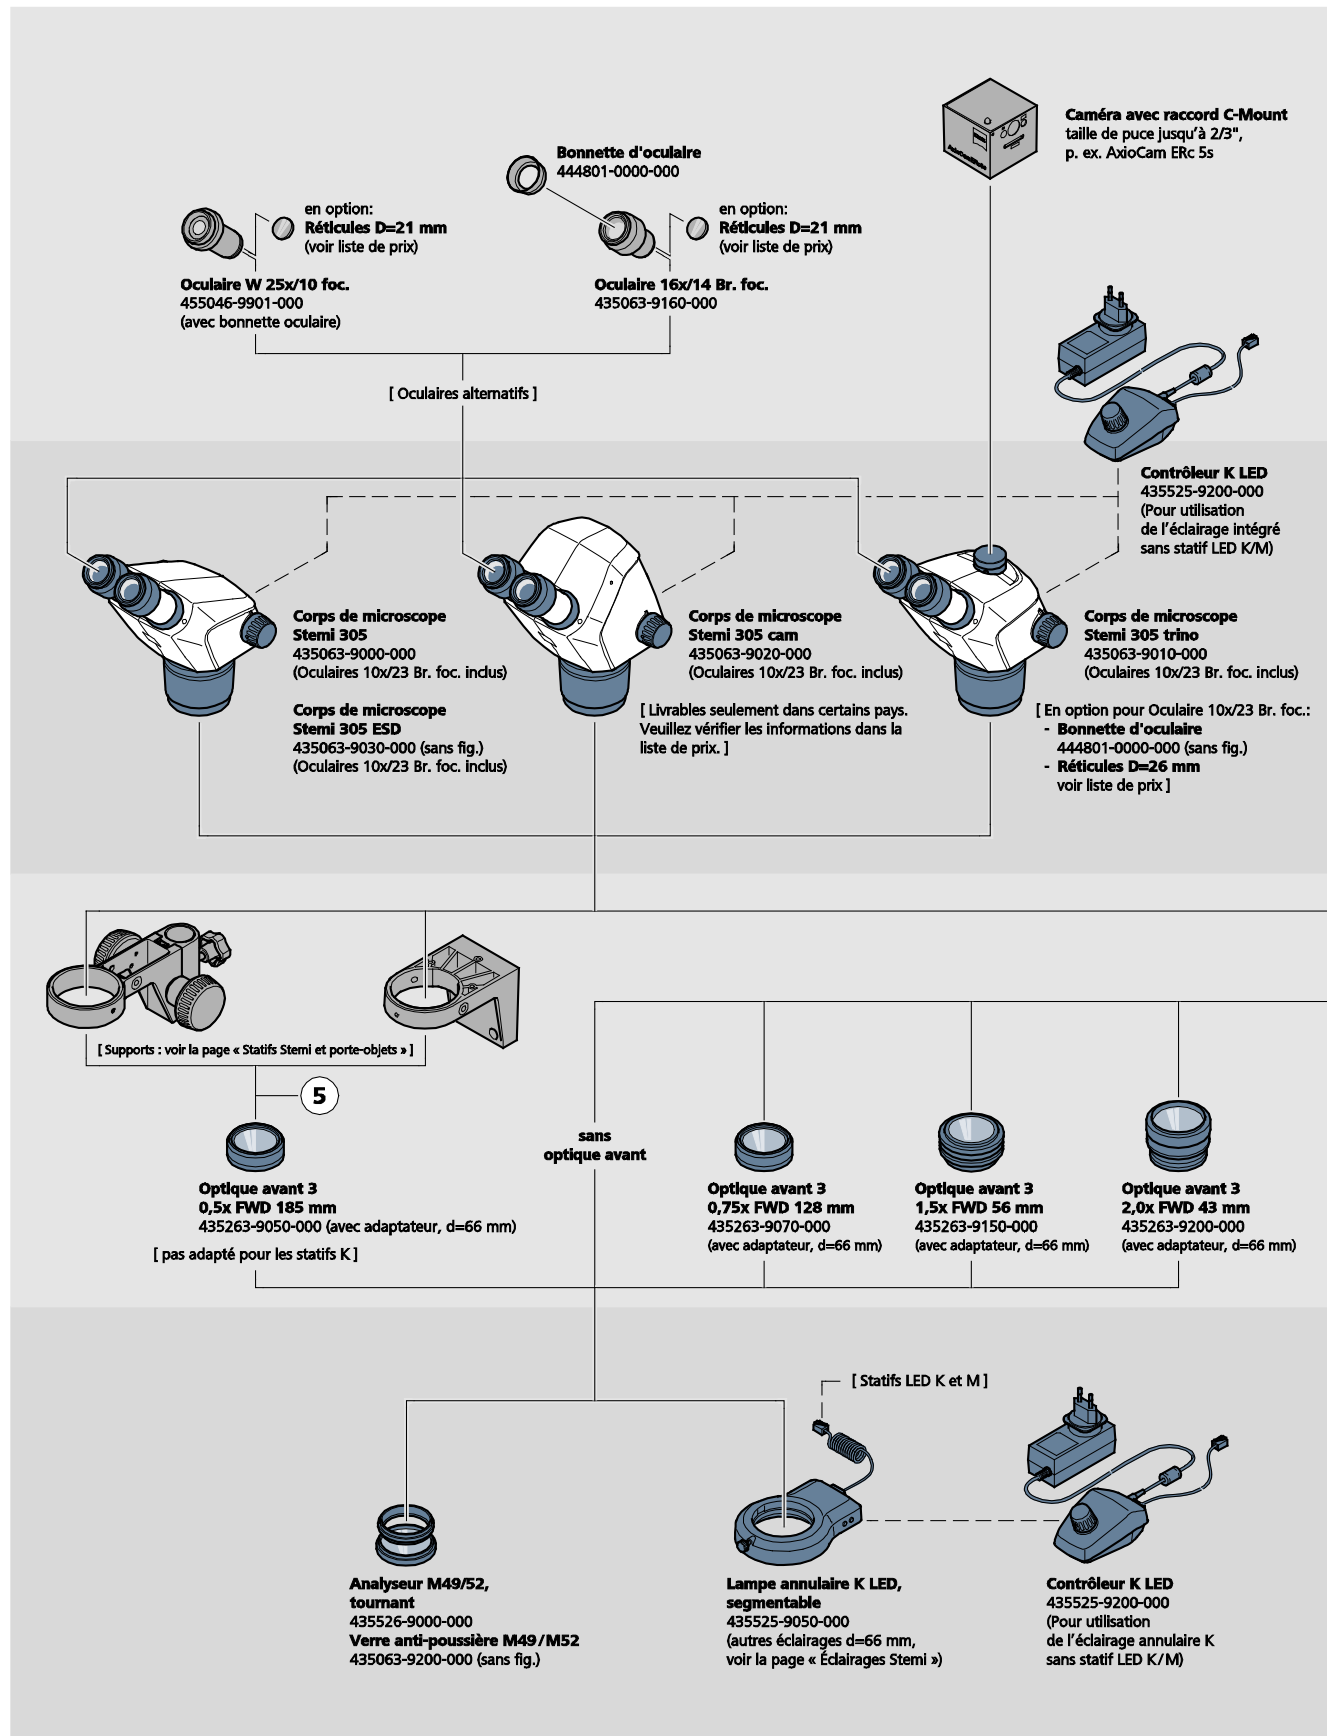 Caméra avec raccord C-Mount
taille de puce jusqu'à 2/3",
p. ex. AxioCam ERc 5s
Bonnette d'oculaire
444801-0000-000
en option:
Réticules D=21 mm
(voir liste de prix)
en option:
Réticules D=21 mm
(voir liste de prix)
Oculaire W 25x/10 foc.
455046-9901-000
(avec bonnette oculaire)
Oculaire 16x/14 Br. foc.
435063-9160-000
[ Oculaires alternatifs ]
Contrôleur K LED
435525-9200-000
(Pour utilisation
de l'éclairage intégré
sans statif LED K/M)
Corps de microscope
Stemi 305
435063-9000-000
(Oculaires 10x/23 Br. foc. inclus)
Corps de microscope
Stemi 305 ESD
435063-9030-000 (sans fig.)
(Oculaires 10x/23 Br. foc. inclus)
Corps de microscope
Stemi 305 cam
435063-9020-000
(Oculaires 10x/23 Br. foc. inclus)
[ Livrables seulement dans certains pays.
Veuillez vérifier les informations dans la
liste de prix. ]
Corps de microscope
Stemi 305 trino
435063-9010-000
(Oculaires 10x/23 Br. foc. inclus)
[ En option pour Oculaire 10x/23 Br. foc.:
- Bonnette d'oculaire
444801-0000-000 (sans fig.)
- Réticules D=26 mm
voir liste de prix ]
[ Supports : voir la page « Statifs Stemi et porte-objets » ]
5
sans
optique avant
Optique avant 3
0,5x FWD 185 mm
435263-9050-000 (avec adaptateur, d=66 mm)
[ pas adapté pour les statifs K ]
Optique avant 3
0,75x FWD 128 mm
435263-9070-000
(avec adaptateur, d=66 mm)
Optique avant 3
1,5x FWD 56 mm
435263-9150-000
(avec adaptateur, d=66 mm)
Optique avant 3
2,0x FWD 43 mm
435263-9200-000
(avec adaptateur, d=66 mm)
[ Statifs LED K et M ]
Analyseur M49/52,
tournant
435526-9000-000
Verre anti-poussière M49/M52
435063-9200-000 (sans fig.)
Lampe annulaire K LED,
segmentable
435525-9050-000
(autres éclairages d=66 mm,
voir la page « Éclairages Stemi »)
Contrôleur K LED
435525-9200-000
(Pour utilisation
de l'éclairage annulaire K
sans statif LED K/M)